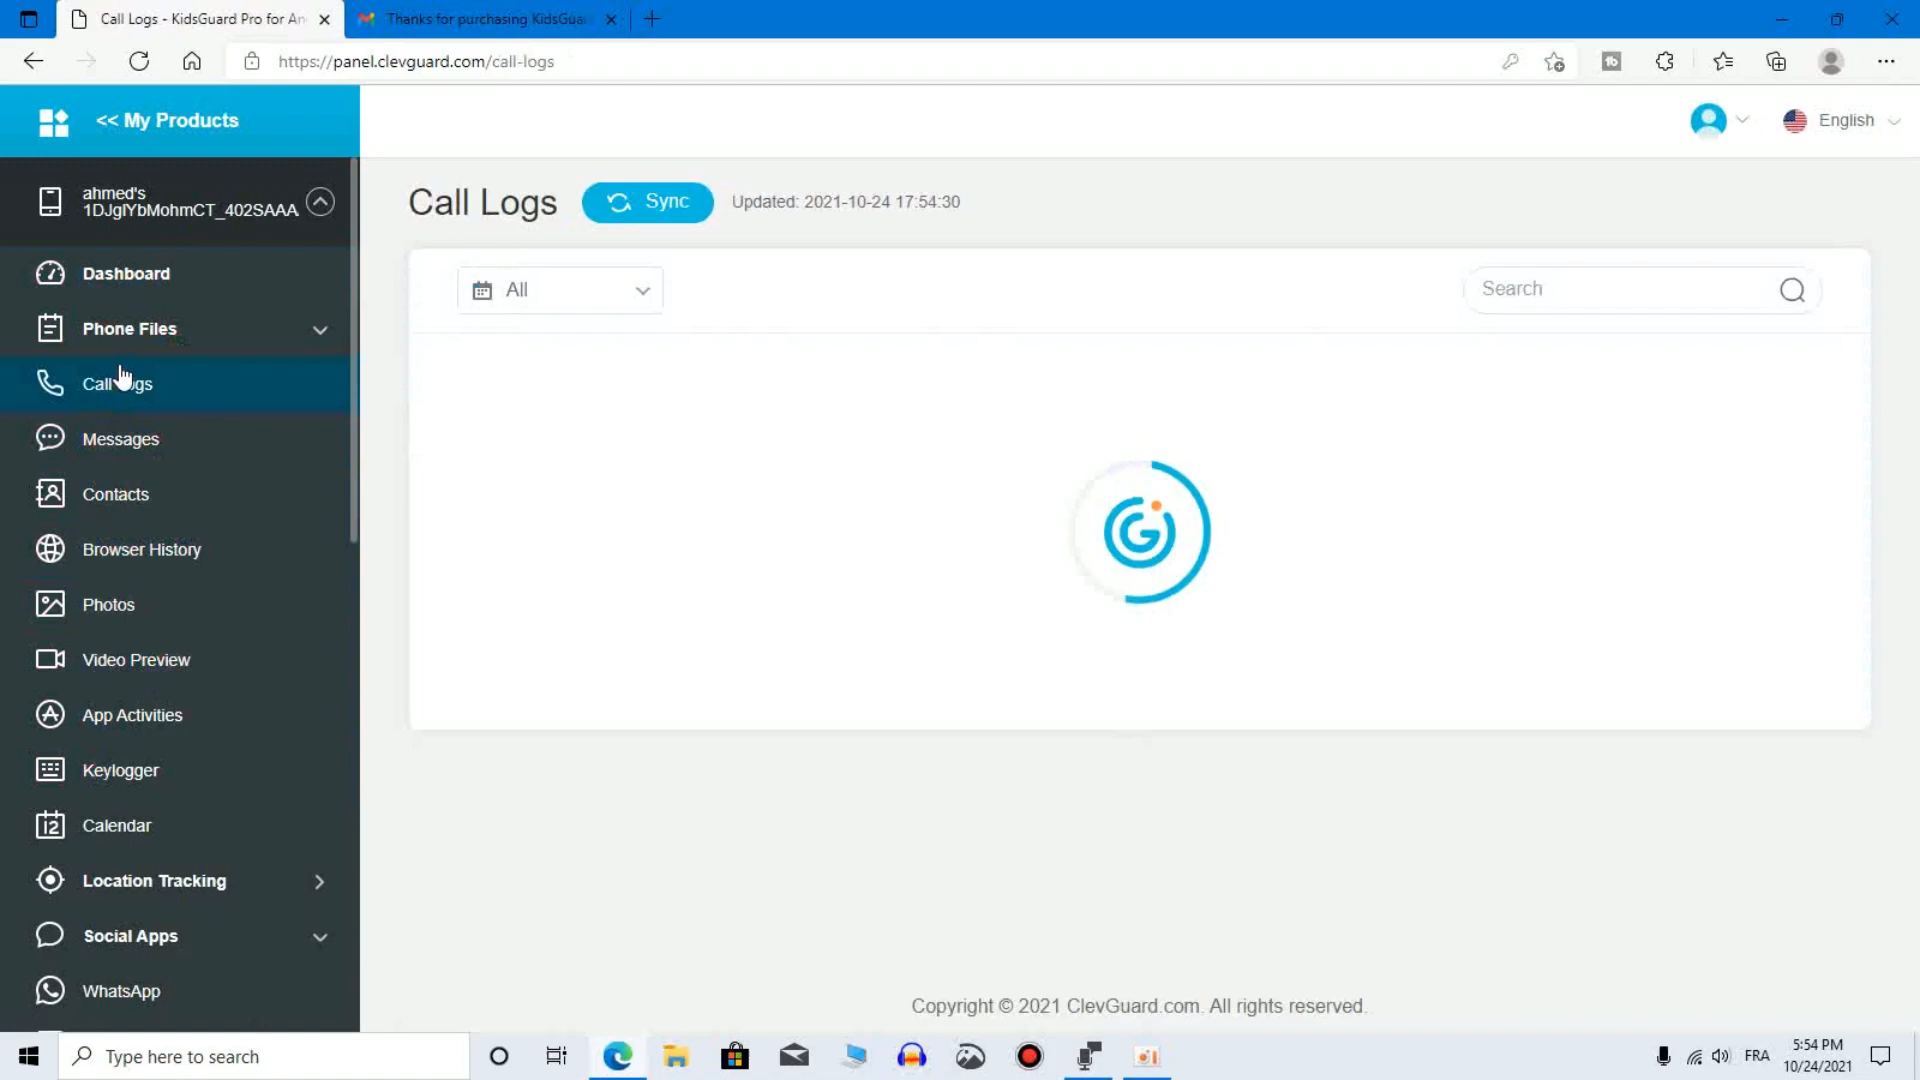 Call Logs - KidsGuard Pro for An
Thanks for purchasing KidsGua
https://panel.clevguard.com/call-logs
<< My Products
English
ahmed's
Call Logs
Sync
Updated: 2021-10-24 17:54:30
Dashboard
All
Search
Phone Files
Messages
Contacts
Browser History
Photos
Video Preview
App Activities
Keylogger
Calendar
Location Tracking
Social Apps
WhatsApp
Copyright © 2021 ClevGuard.com. All rights reserved.
Type here to search
FRA
5:54 PM
10/24/2021